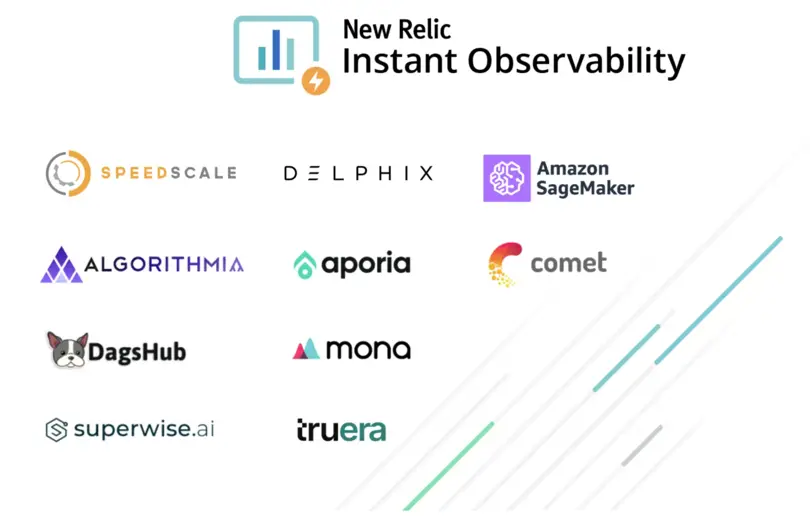 New Relic
Instant Observability
SPEEDSCALE
DELPHIX
Amazon
SageMaker
ALGORITHMIA
aporia
comet
DagsHub
mona
superwise.ai
truera